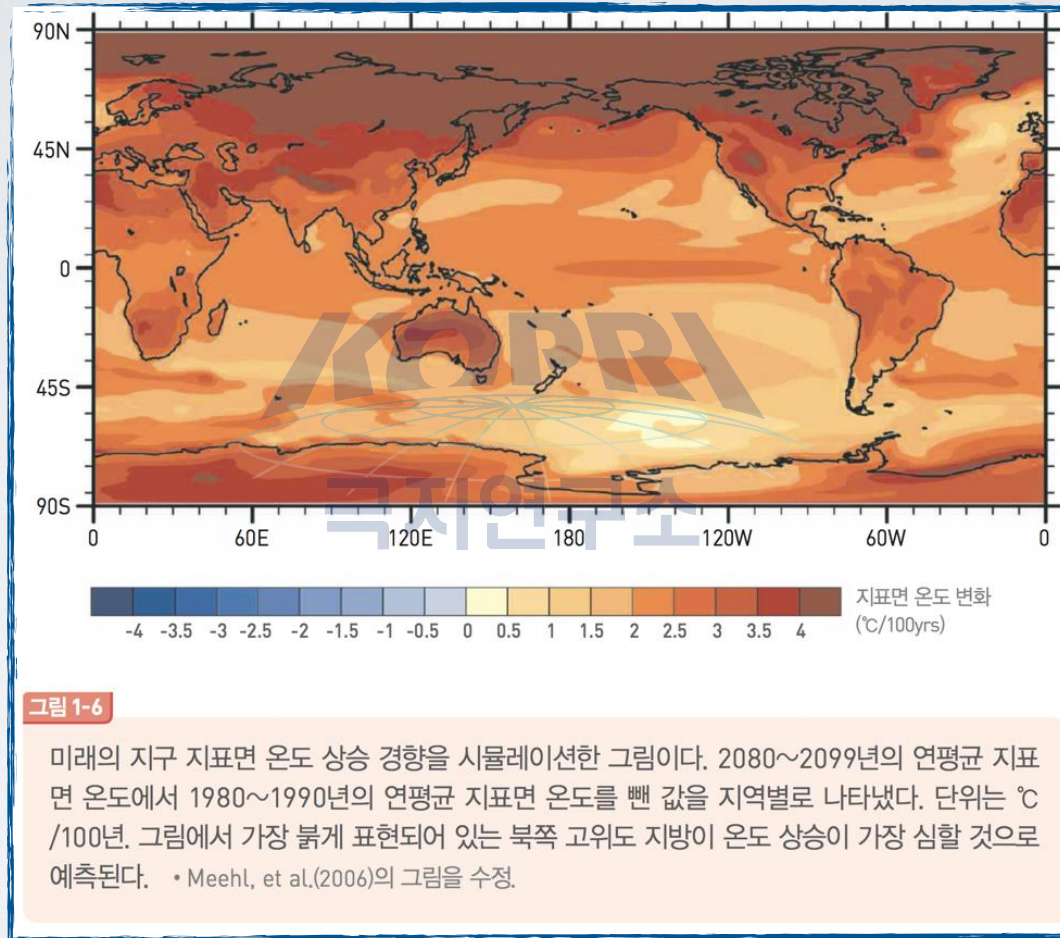 90N
45N
0
45S
90S
KOPRI
극지연구소
0 60E 120E 180 120W 60W 0
-4 -3.5 -3 -2.5 -2 -1.5 -1 -0.5 0 0.5 1 1.5 2 2.5 3 3.5 4
지표면 온도 변화
(℃/100yrs)
그림 1-6
미래의 지구 지표면 온도 상승 경향을 시뮬레이션한 그림이다. 2080~2099년의 연평균 지표
면 온도에서 1980~1990년의 연평균 지표면 온도를 뺀 값을 지역별로 나타냈다. 단위는 ℃
/100년. 그림에서 가장 붉게 표현되어 있는 북쪽 고위도 지방이 온도 상승이 가장 심할 것으로
예측된다. • Meehl, et al.(2006)의 그림을 수정.